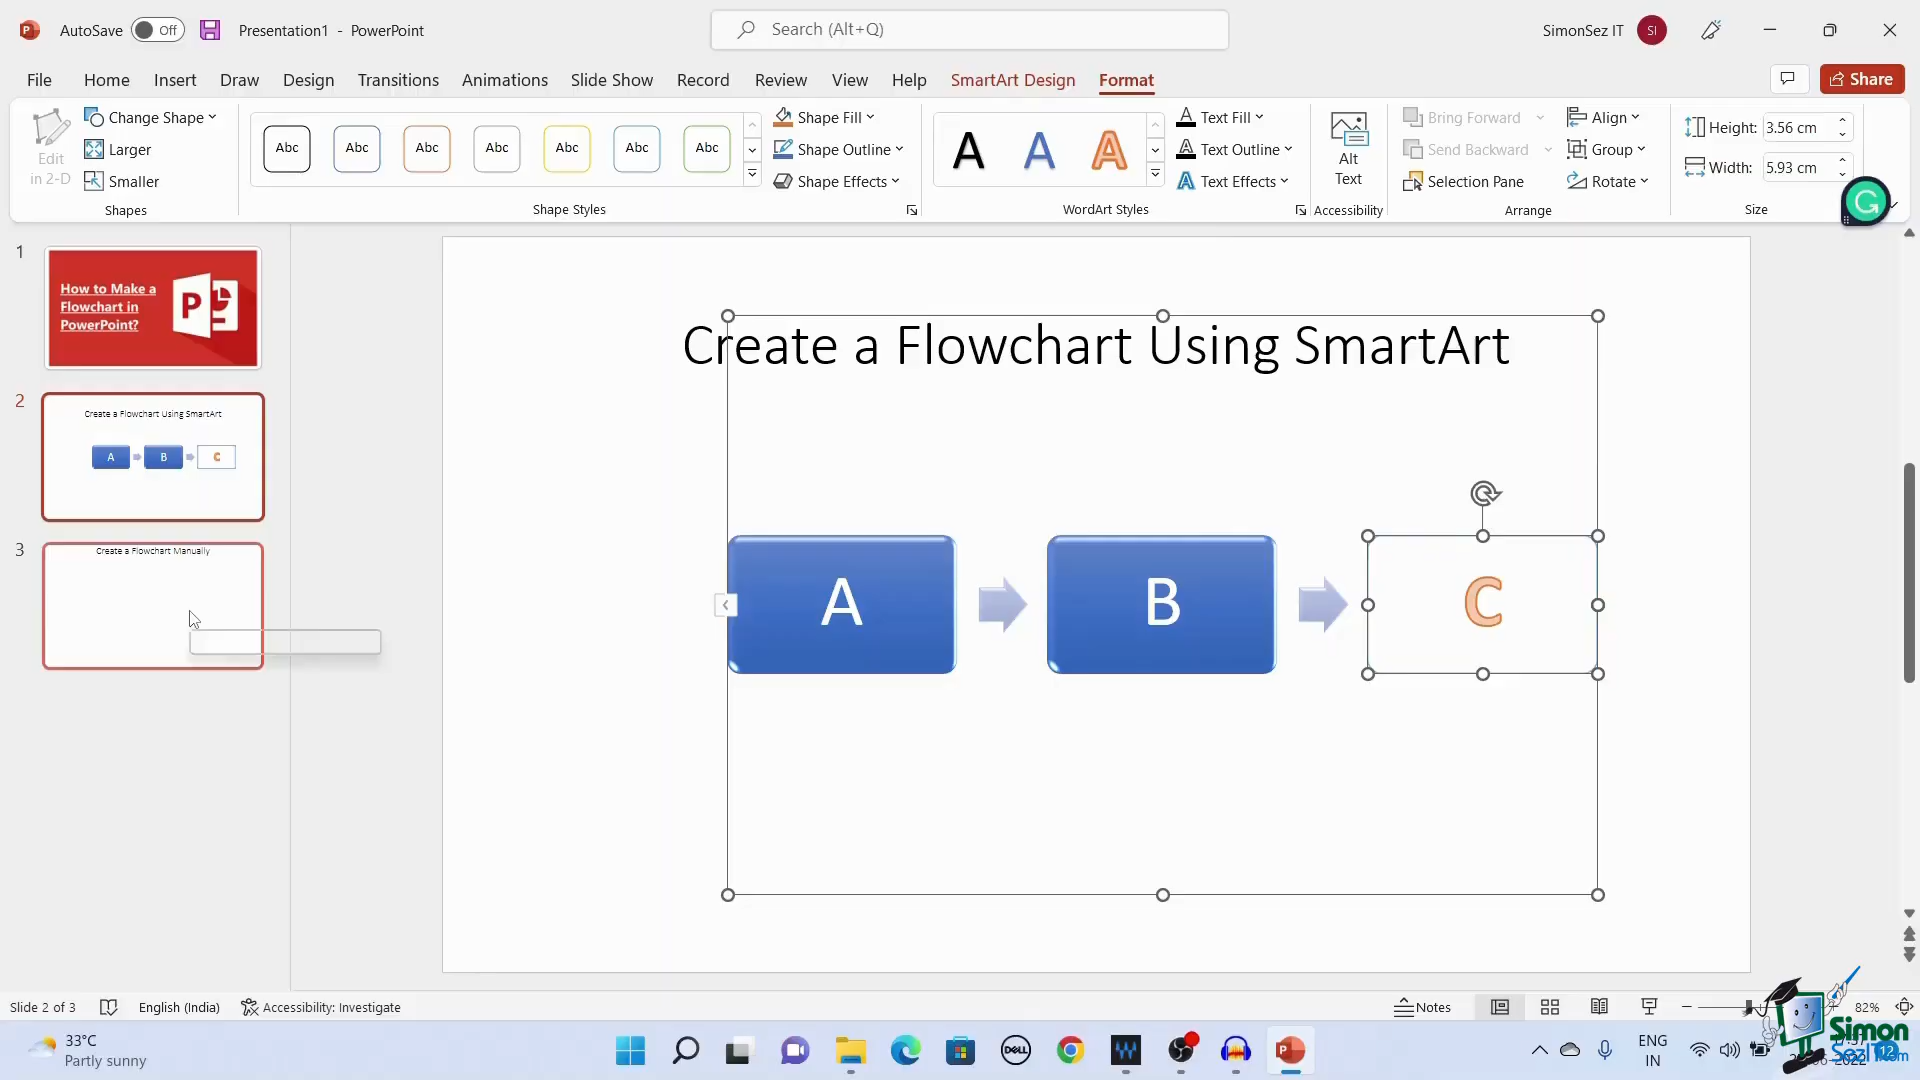 AutoSave Off Presentation1 - PowerPoint Search (Alt+Q) SimonSez IT SI
File Home Insert Draw Design Transitions Animations Slide Show Record Review View Help SmartArt Design Format Share
Edit in 2-D
Change Shape
Larger
Smaller
Shapes
Abc Abc Abc Abc Abc Abc Abc
Shape Fill
Shape Outline
Shape Effects
Shape Styles
A A A
Text Fill
Text Outline
Text Effects
WordArt Styles
Alt
Text
Accessibility
Bring Forward
Send Backward
Selection Pane
Align
Group
Rotate
Arrange
Height: 3.56 cm
Width: 5.93 cm
Size
1
How to Make a
Flowchart in
PowerPoint?
P
2
Create a Flowchart Using SmartArt
A B C
3
Create a Flowchart Manually
Create a Flowchart Using SmartArt
A B C
Slide 2 of 3 English (India) Accessibility: Investigate Notes 82%
33°C
Partly sunny
DELL
ENG
IN
Simon